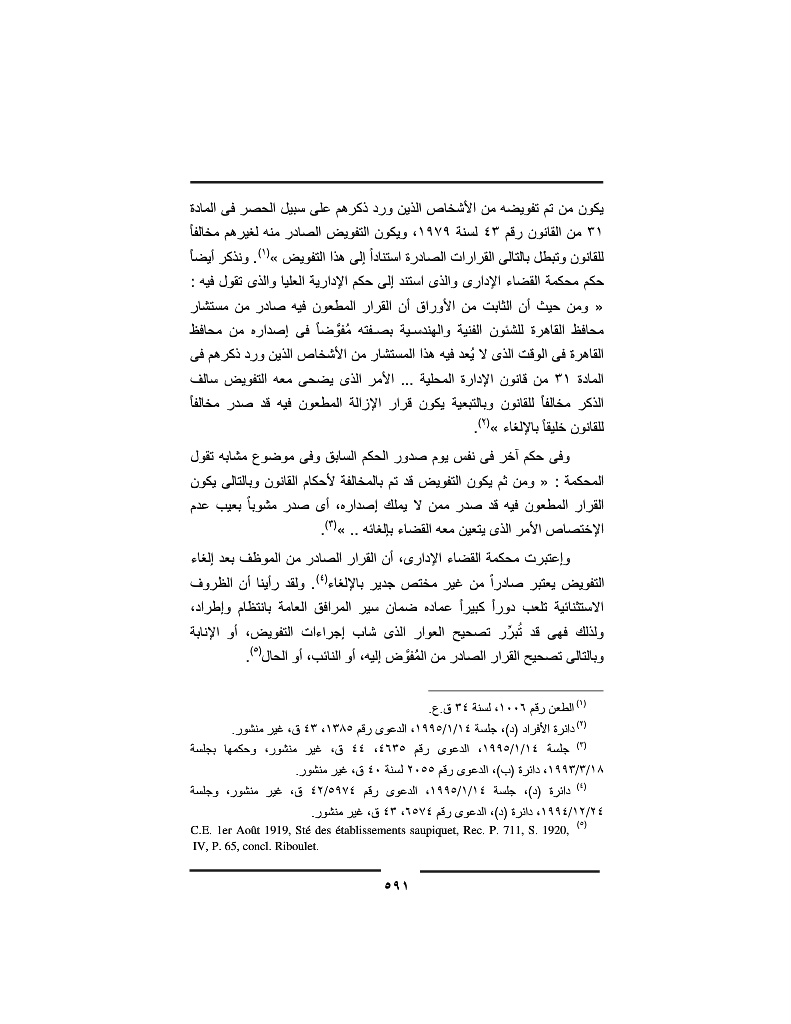 يكون من تم تفويضه من الأشخاص الذين ورد ذكرهم على سبيل الحصر فى المادة
٣١ من القانون رقم ٤٣ لسنة ١٩٧٩، ويكون التفويض الصادر منه لغيرهم مخالفاً
للقانون وتبطل بالتالى القرارات الصادرة استناداً إلى هذا التفويض »(١). ونذكر أيضاً
حكم محكمة القضاء الإدارى والذى استند إلى حكم الإدارية العليا والذى تقول فيه :
« ومن حيث أن الثابت من الأوراق أن القرار المطعون فيه صادر من مستشار
محافظ القاهرة للشئون الفنية والهندسية بصفته مُفوَّضاً فى إصداره من محافظ
القاهرة فى الوقت الذى لا يُعد فيه هذا المستشار من الأشخاص الذين ورد ذكرهم فى
المادة ٣١ من قانون الإدارة المحلية ... الأمر الذى يضحى معه التفويض سالف
الذكر مخالفاً للقانون وبالتبعية يكون قرار الإزالة المطعون فيه قد صدر مخالفاً
للقانون خليقاً بالإلغاء »(٢).
وفى حكم آخر فى نفس يوم صدور الحكم السابق وفى موضوع مشابه تقول
المحكمة : « ومن ثم يكون التفويض قد تم بالمخالفة لأحكام القانون وبالتالى يكون
القرار المطعون فيه قد صدر ممن لا يملك إصداره، أى صدر مشوباً بعيب عدم
الإختصاص الأمر الذى يتعين معه القضاء بإلغائه .. »(٣).
وإعتبرت محكمة القضاء الإدارى، أن القرار الصادر من الموظف بعد إلغاء
التفويض يعتبر صادراً من غير مختص جدير بالإلغاء(٤). ولقد رأينا أن الظروف
الاستثنائية تلعب دوراً كبيراً عماده ضمان سير المرافق العامة بانتظام وإطراد،
ولذلك فهى قد تُبرِّر تصحيح العوار الذى شاب إجراءات التفويض، أو الإنابة
وبالتالى تصحيح القرار الصادر من المُفوَّض إليه، أو النائب، أو الحال(٥).
(١) الطعن رقم ١٠٠٦، لسنة ٣٤ ق.ع.
(٢) دائرة الأفراد (د)، جلسة ١٩٩٥/١/١٤، الدعوى رقم ١٣٨٥، ٤٣ ق، غير منشور.
(٣) جلسة ١٩٩٥/١/١٤، الدعوى رقم ٤٦٣٥، ٤٤ ق، غير منشور، وحكمها بجلسة
١٩٩٣/٣/١٨، دائرة (ب)، الدعوى رقم ٢٠٥٥ لسنة ٤٠ ق، غير منشور.
(٤) دائرة (د)، جلسة ١٩٩٥/١/١٤، الدعوى رقم ٤٢/٥٩٧٤ ق، غير منشور، وجلسة
١٩٩٤/١٢/٢٤، دائرة (د)، الدعوى رقم ٦٥٧٤، ٤٣ ق، غير منشور.
(٥) C.E. 1er Août 1919, Sté des établissements saupiquet, Rec. P. 711, S. 1920,
IV, P. 65, concl. Riboulet.
٥٩١